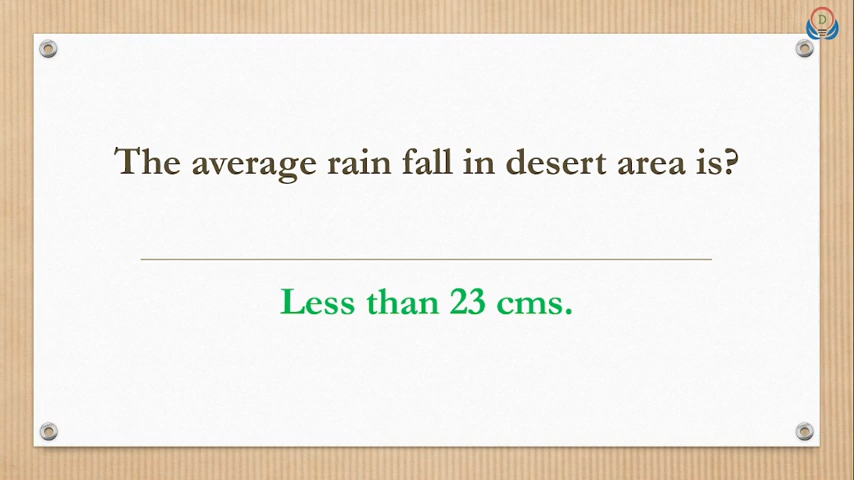 D
The average rain fall in desert area is?
Less than 23 cms.